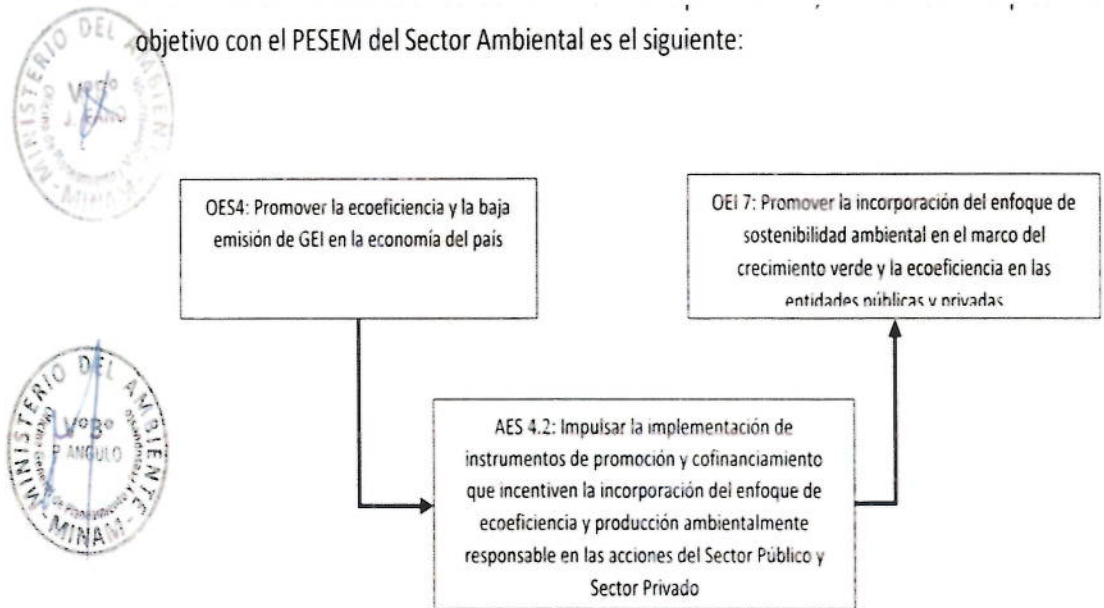 objetivo con el PESEM del Sector Ambiental es el siguiente:
MINISTERIO DEL AMBIENTE
VºBº
- MINAM -
OES4: Promover la ecoeficiencia y la baja
emisión de GEI en la economía del país
OEI 7: Promover la incorporación del enfoque de
sostenibilidad ambiental en el marco del
crecimiento verde y la ecoeficiencia en las
entidades públicas y privadas
MINISTERIO DEL AMBIENTE
VºBº
P ANGULO
- MINAM -
AES 4.2: Impulsar la implementación de
instrumentos de promoción y cofinanciamiento
que incentiven la incorporación del enfoque de
ecoeficiencia y producción ambientalmente
responsable en las acciones del Sector Público y
Sector Privado